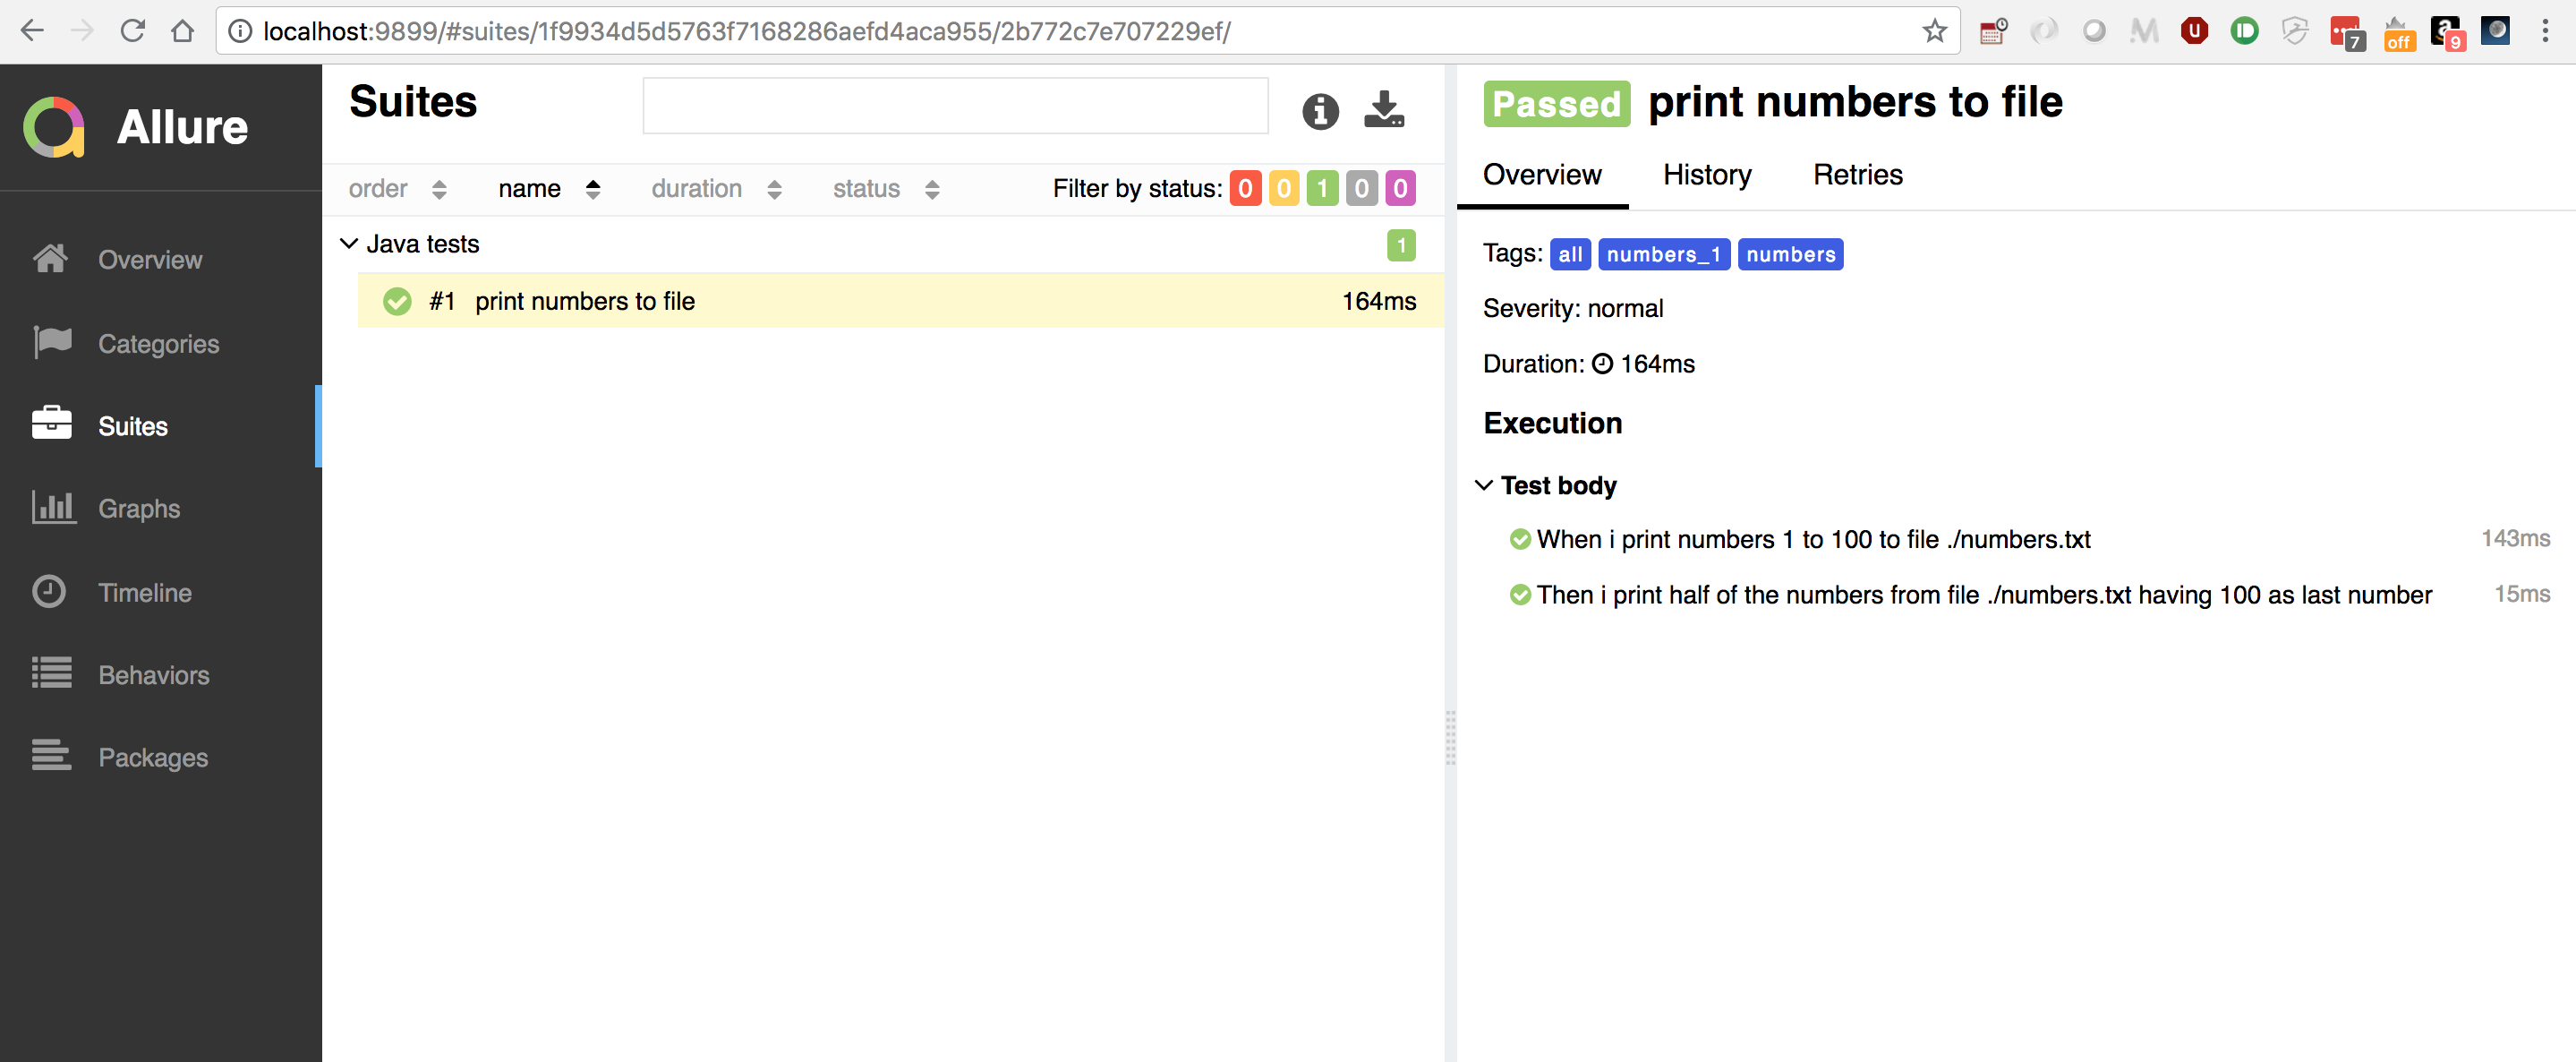 localhost:9899/#suites/1f9934d5d5763f7168286aefd4aca955/2b772c7e707229ef/
7
off
9
Allure
Overview
Categories
Suites
Graphs
Timeline
Behaviors
Packages
Suites
order name duration status Filter by status: 0 0 1 0 0
Java tests 1
#1 print numbers to file 164ms
Passed print numbers to file
Overview History Retries
Tags: all numbers_1 numbers
Severity: normal
Duration: 164ms
Execution
Test body
When i print numbers 1 to 100 to file ./numbers.txt 143ms
Then i print half of the numbers from file ./numbers.txt having 100 as last number 15ms